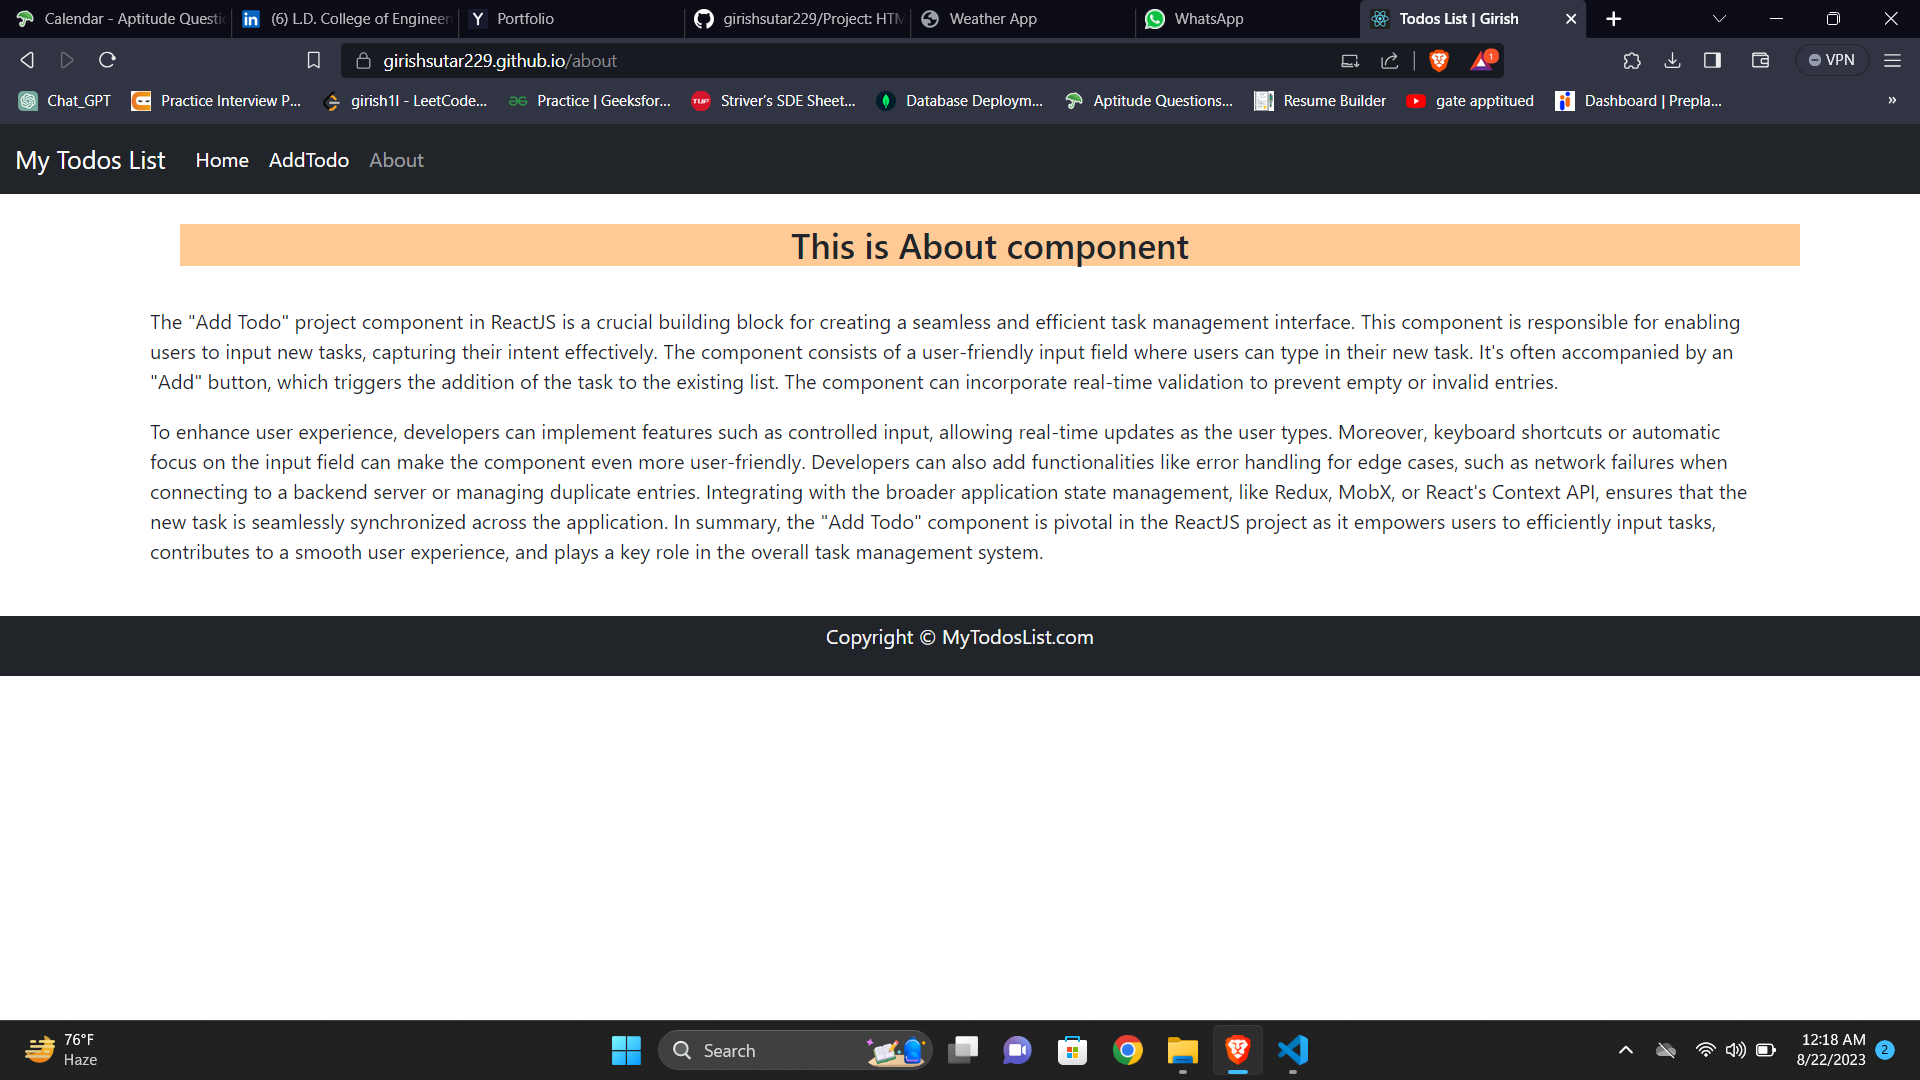 Calendar - Aptitude Questi
(6) L.D. College of Engineer
Portfolio
girishsutar229/Project: HTM
Weather App
WhatsApp
Todos List | Girish
girishsutar229.github.io/about
1
VPN
Chat_GPT
Practice Interview P...
girish1l - LeetCode...
Practice | Geeksfor...
Striver's SDE Sheet...
Database Deploym...
Aptitude Questions...
Resume Builder
gate apptitued
Dashboard | Prepla...
»
My Todos List
Home
AddTodo
About
This is About component
The "Add Todo" project component in ReactJS is a crucial building block for creating a seamless and efficient task management interface. This component is responsible for enabling
users to input new tasks, capturing their intent effectively. The component consists of a user-friendly input field where users can type in their new task. It's often accompanied by an
"Add" button, which triggers the addition of the task to the existing list. The component can incorporate real-time validation to prevent empty or invalid entries.
To enhance user experience, developers can implement features such as controlled input, allowing real-time updates as the user types. Moreover, keyboard shortcuts or automatic
focus on the input field can make the component even more user-friendly. Developers can also add functionalities like error handling for edge cases, such as network failures when
connecting to a backend server or managing duplicate entries. Integrating with the broader application state management, like Redux, MobX, or React's Context API, ensures that the
new task is seamlessly synchronized across the application. In summary, the "Add Todo" component is pivotal in the ReactJS project as it empowers users to efficiently input tasks,
contributes to a smooth user experience, and plays a key role in the overall task management system.
Copyright © MyTodosList.com
76°F
Haze
Search
12:18 AM
8/22/2023
2